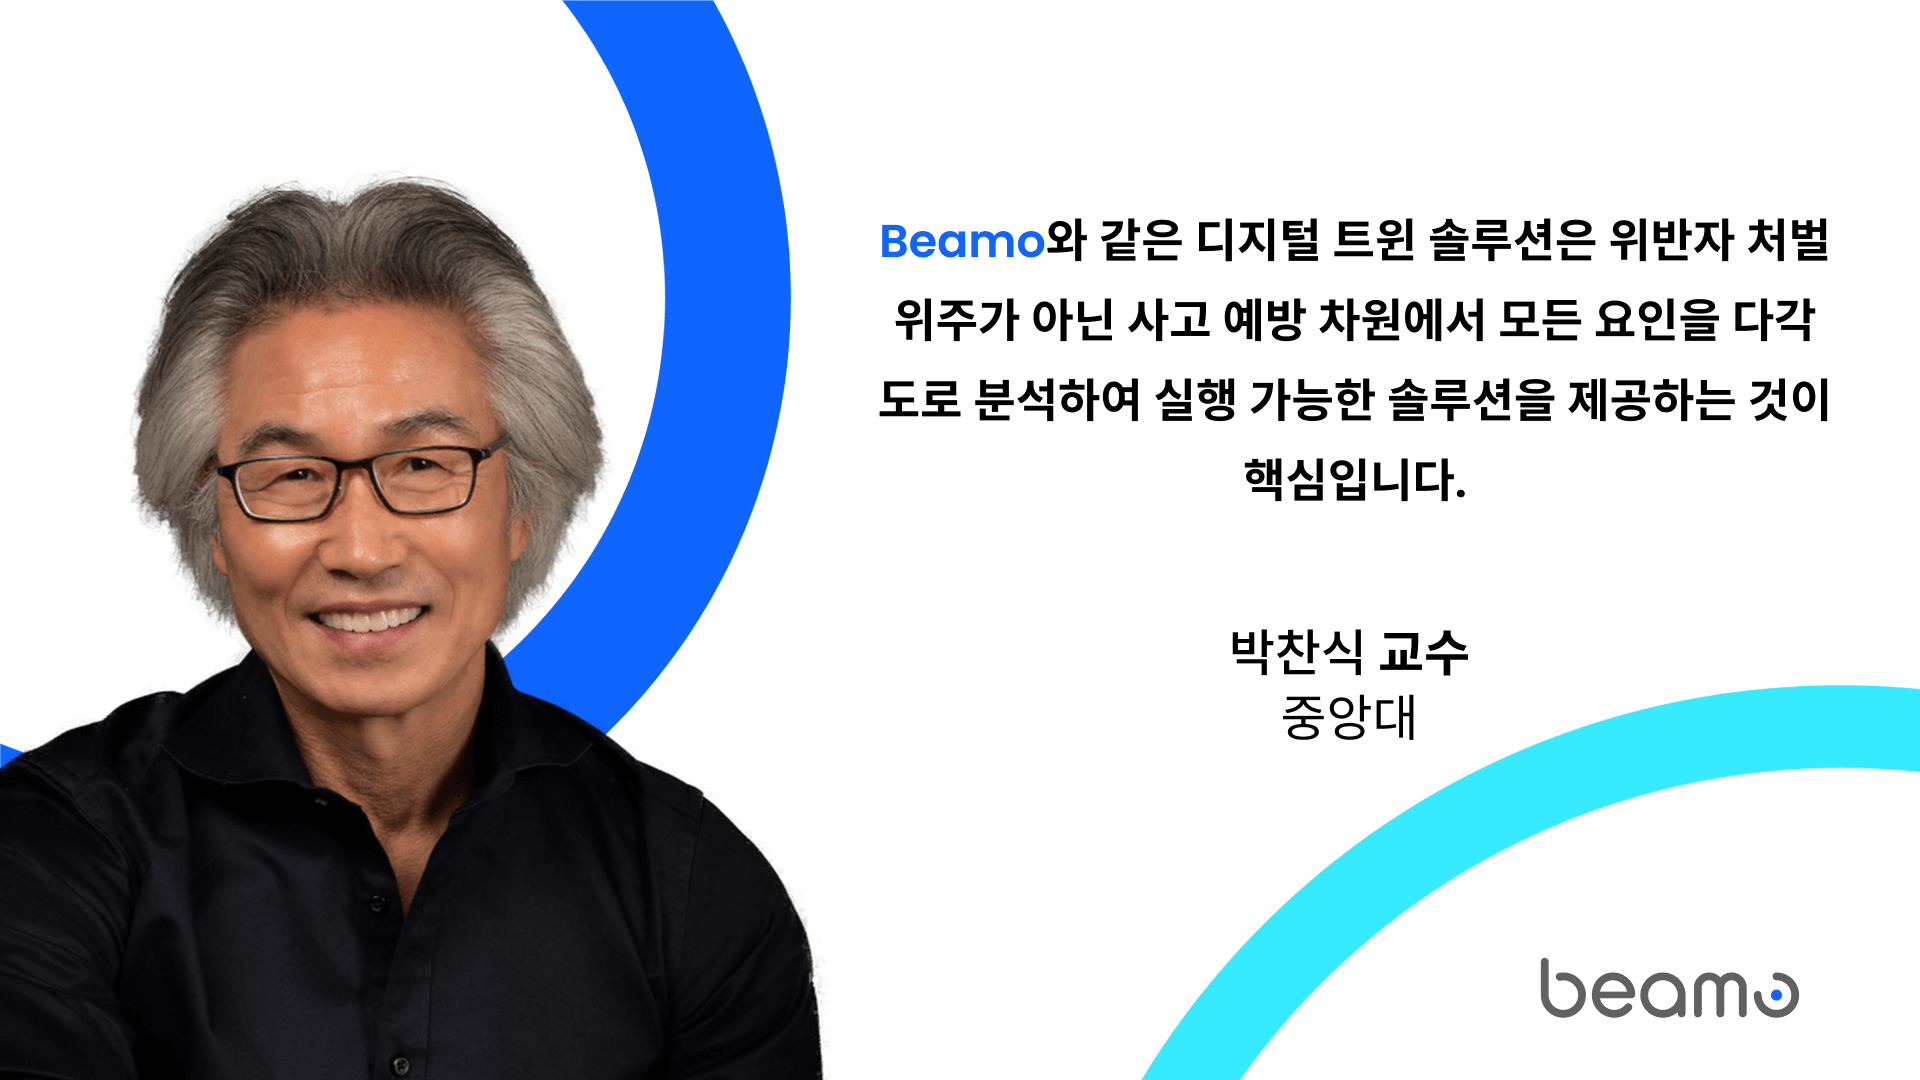 Beamo와 같은 디지털 트윈 솔루션은 위반자 처벌
위주가 아닌 사고 예방 차원에서 모든 요인을 다각
도로 분석하여 실행 가능한 솔루션을 제공하는 것이
핵심입니다.
박찬식 교수
중앙대
beamo